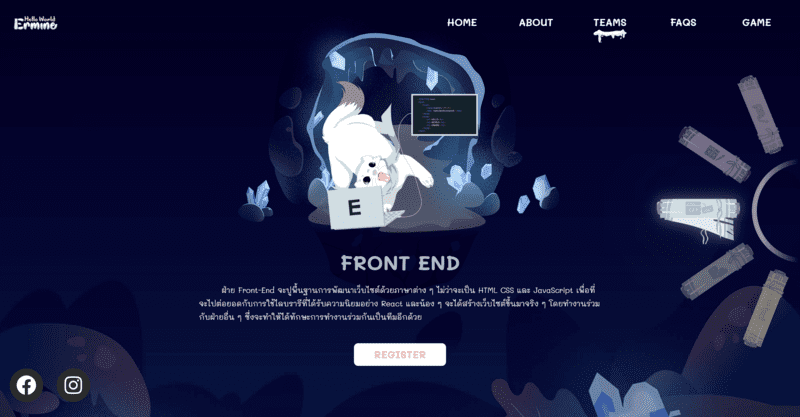 Hello World
Ermine
HOME
ABOUT
TEAMS
FAQS
GAME
E
FRONT END
ฝ่าย Front-End จะปูพื้นฐานการพัฒนาเว็บไซต์ด้วยภาษาต่าง ๆ ไม่ว่าจะเป็น HTML CSS และ JavaScript เพื่อที่
จะไปต่อยอดกับการใช้ไลบรารีที่ได้รับความนิยมอย่าง React และน้อง ๆ จะได้สร้างเว็บไซต์ขึ้นมาจริง ๆ โดยทำงานร่วม
กับฝ่ายอื่น ๆ ซึ่งจะทำให้ได้ทักษะการทำงานร่วมกันเป็นทีมอีกด้วย
REGISTER